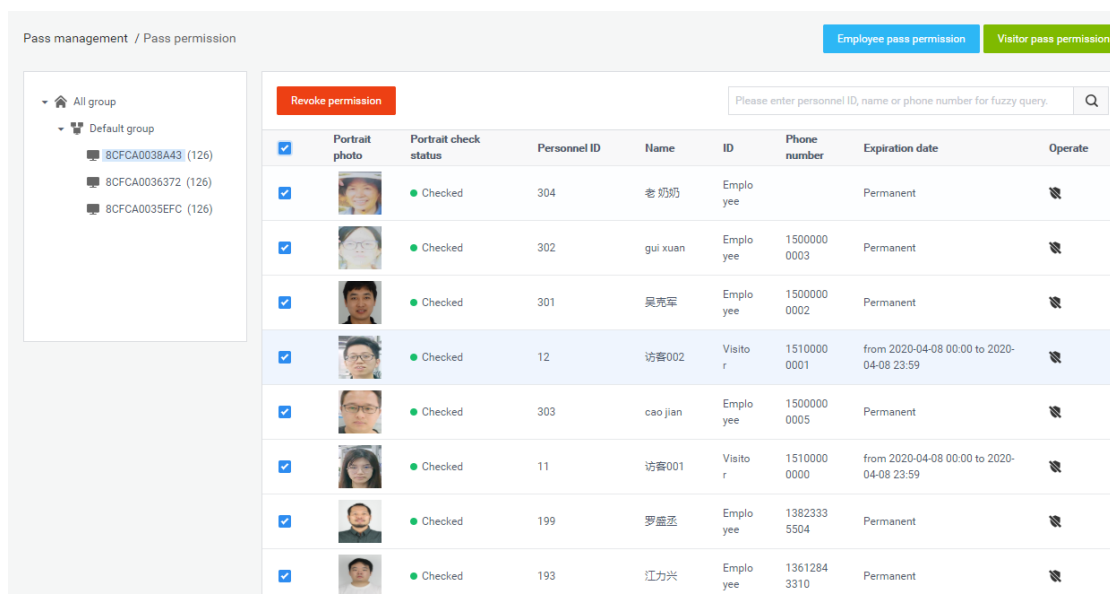 Pass management / Pass permission
Employee pass permission
Visitor pass permission
All group
Default group
8CFCA0038A43 (126)
8CFCA0036372 (126)
8CFCA0035EFC (126)
Revoke permission
Please enter personnel ID, name or phone number for fuzzy query.
Portrait photo Portrait check status Personnel ID Name ID Phone number Expiration date Operate
Checked 304 老奶奶 Employee Permanent
Checked 302 gui xuan Employee 15000000003 Permanent
Checked 301 吴克军 Employee 15000000002 Permanent
Checked 12 访客002 Visitor 15100000001 from 2020-04-08 00:00 to 2020-04-08 23:59
Checked 303 cao jian Employee 15000000005 Permanent
Checked 11 访客001 Visitor 15100000000 from 2020-04-08 00:00 to 2020-04-08 23:59
Checked 199 罗盛丞 Employee 13823335504 Permanent
Checked 193 江力兴 Employee 13612843310 Permanent